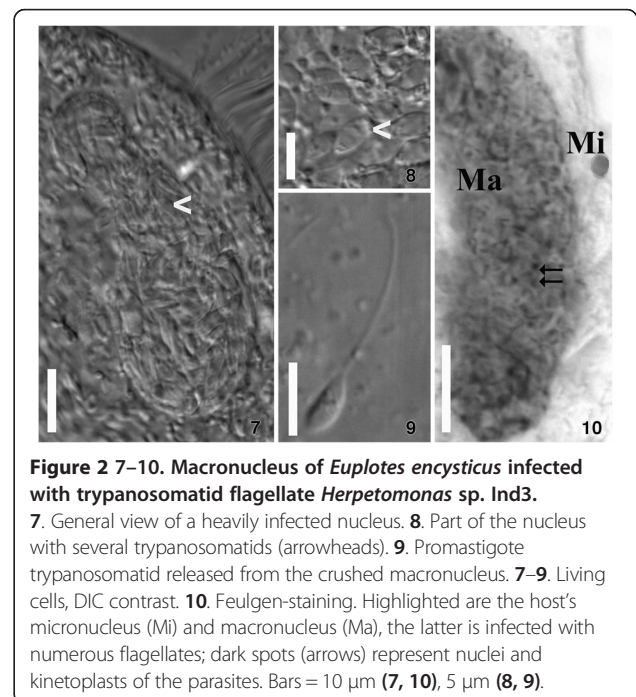 <
7
<
8
9
Ma
Mi
10
Figure 2 7–10. Macronucleus of Euplotes encysticus infected
with trypanosomatid flagellate Herpetomonas sp. Ind3.
7. General view of a heavily infected nucleus. 8. Part of the nucleus
with several trypanosomatids (arrowheads). 9. Promastigote
trypanosomatid released from the crushed macronucleus. 7–9. Living
cells, DIC contrast. 10. Feulgen-staining. Highlighted are the host's
micronucleus (Mi) and macronucleus (Ma), the latter is infected with
numerous flagellates; dark spots (arrows) represent nuclei and
kinetoplasts of the parasites. Bars = 10 μm (7, 10), 5 μm (8, 9).